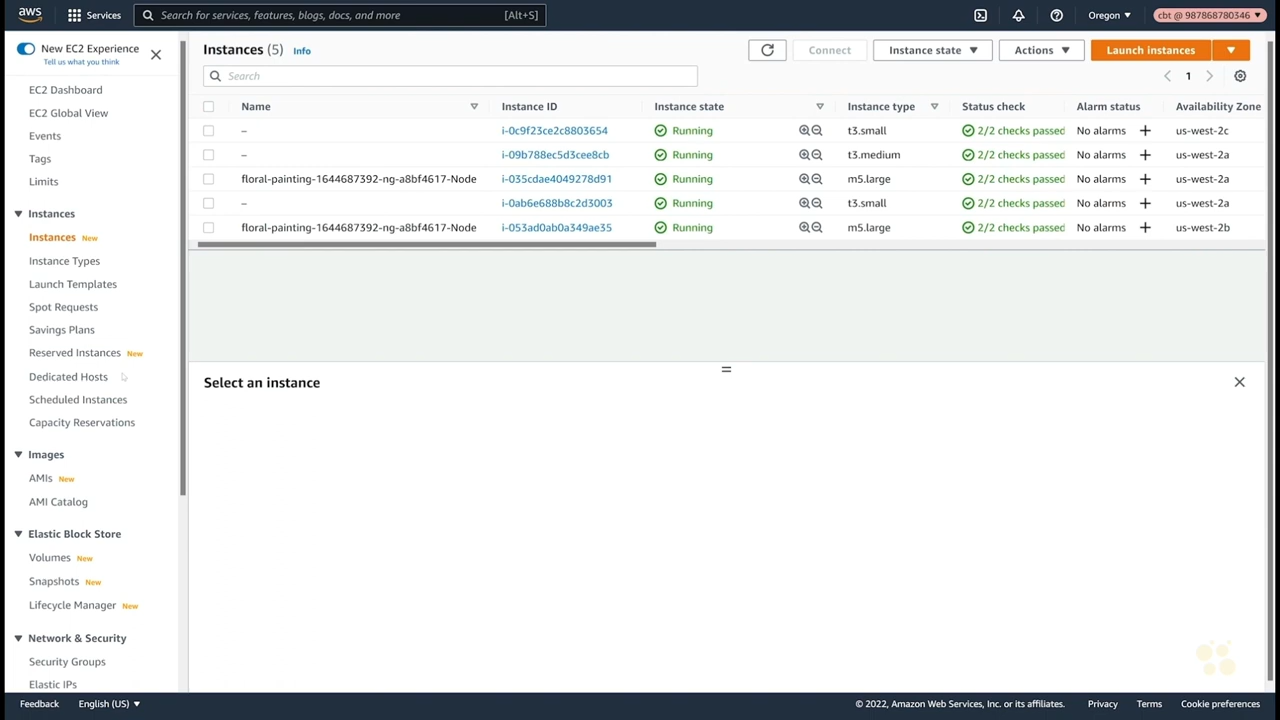 aws
Services
Search for services, features, blogs, docs, and more
[Alt+S]
Oregon
cbt @ 987868780346
New EC2 Experience
Tell us what you think
EC2 Dashboard
EC2 Global View
Events
Tags
Limits
Instances
Instances New
Instance Types
Launch Templates
Spot Requests
Savings Plans
Reserved Instances New
Dedicated Hosts
Scheduled Instances
Capacity Reservations
Images
AMIs New
AMI Catalog
Elastic Block Store
Volumes New
Snapshots New
Lifecycle Manager New
Network & Security
Security Groups
Elastic IPs
Instances (5) Info
Connect
Instance state
Actions
Launch instances
Search
1
Name Instance ID Instance state Instance type Status check Alarm status Availability Zone
– i-0c9f23ce2c8803654 Running t3.small 2/2 checks passed No alarms + us-west-2c
– i-09b788ec5d3cee8cb Running t3.medium 2/2 checks passed No alarms + us-west-2a
floral-painting-1644687392-ng-a8bf4617-Node i-035cdae4049278d91 Running m5.large 2/2 checks passed No alarms + us-west-2a
– i-0ab6e688b8c2d3003 Running t3.small 2/2 checks passed No alarms + us-west-2a
floral-painting-1644687392-ng-a8bf4617-Node i-053ad0ab0a349ae35 Running m5.large 2/2 checks passed No alarms + us-west-2b
Select an instance
Feedback
English (US)
© 2022, Amazon Web Services, Inc. or its affiliates.
Privacy
Terms
Cookie preferences